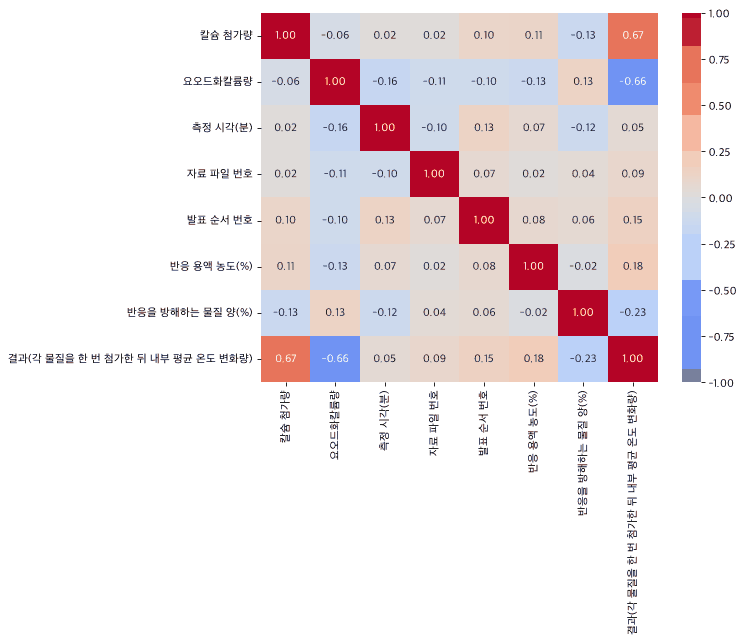 칼슘 첨가량 1.00 -0.06 0.02 0.02 0.10 0.11 -0.13 0.67
요오드화칼륨량 -0.06 1.00 -0.16 -0.11 -0.10 -0.13 0.13 -0.66
측정 시각(분) 0.02 -0.16 1.00 -0.10 0.13 0.07 -0.12 0.05
자료 파일 번호 0.02 -0.11 -0.10 1.00 0.07 0.02 0.04 0.09
발표 순서 번호 0.10 -0.10 0.13 0.07 1.00 0.08 0.06 0.15
반응 용액 농도(%) 0.11 -0.13 0.07 0.02 0.08 1.00 -0.02 0.18
반응을 방해하는 물질 양(%) -0.13 0.13 -0.12 0.04 0.06 -0.02 1.00 -0.23
결과(각 물질을 한 번 첨가한 뒤 내부 평균 온도 변화량) 0.67 -0.66 0.05 0.09 0.15 0.18 -0.23 1.00
칼슘 첨가량
요오드화칼륨량
측정 시각(분)
자료 파일 번호
발표 순서 번호
반응 용액 농도(%)
반응을 방해하는 물질 양(%)
결과(각 물질을 한 번 첨가한 뒤 내부 평균 온도 변화량)
1.00
0.75
0.50
0.25
0.00
-0.25
-0.50
-0.75
-1.00